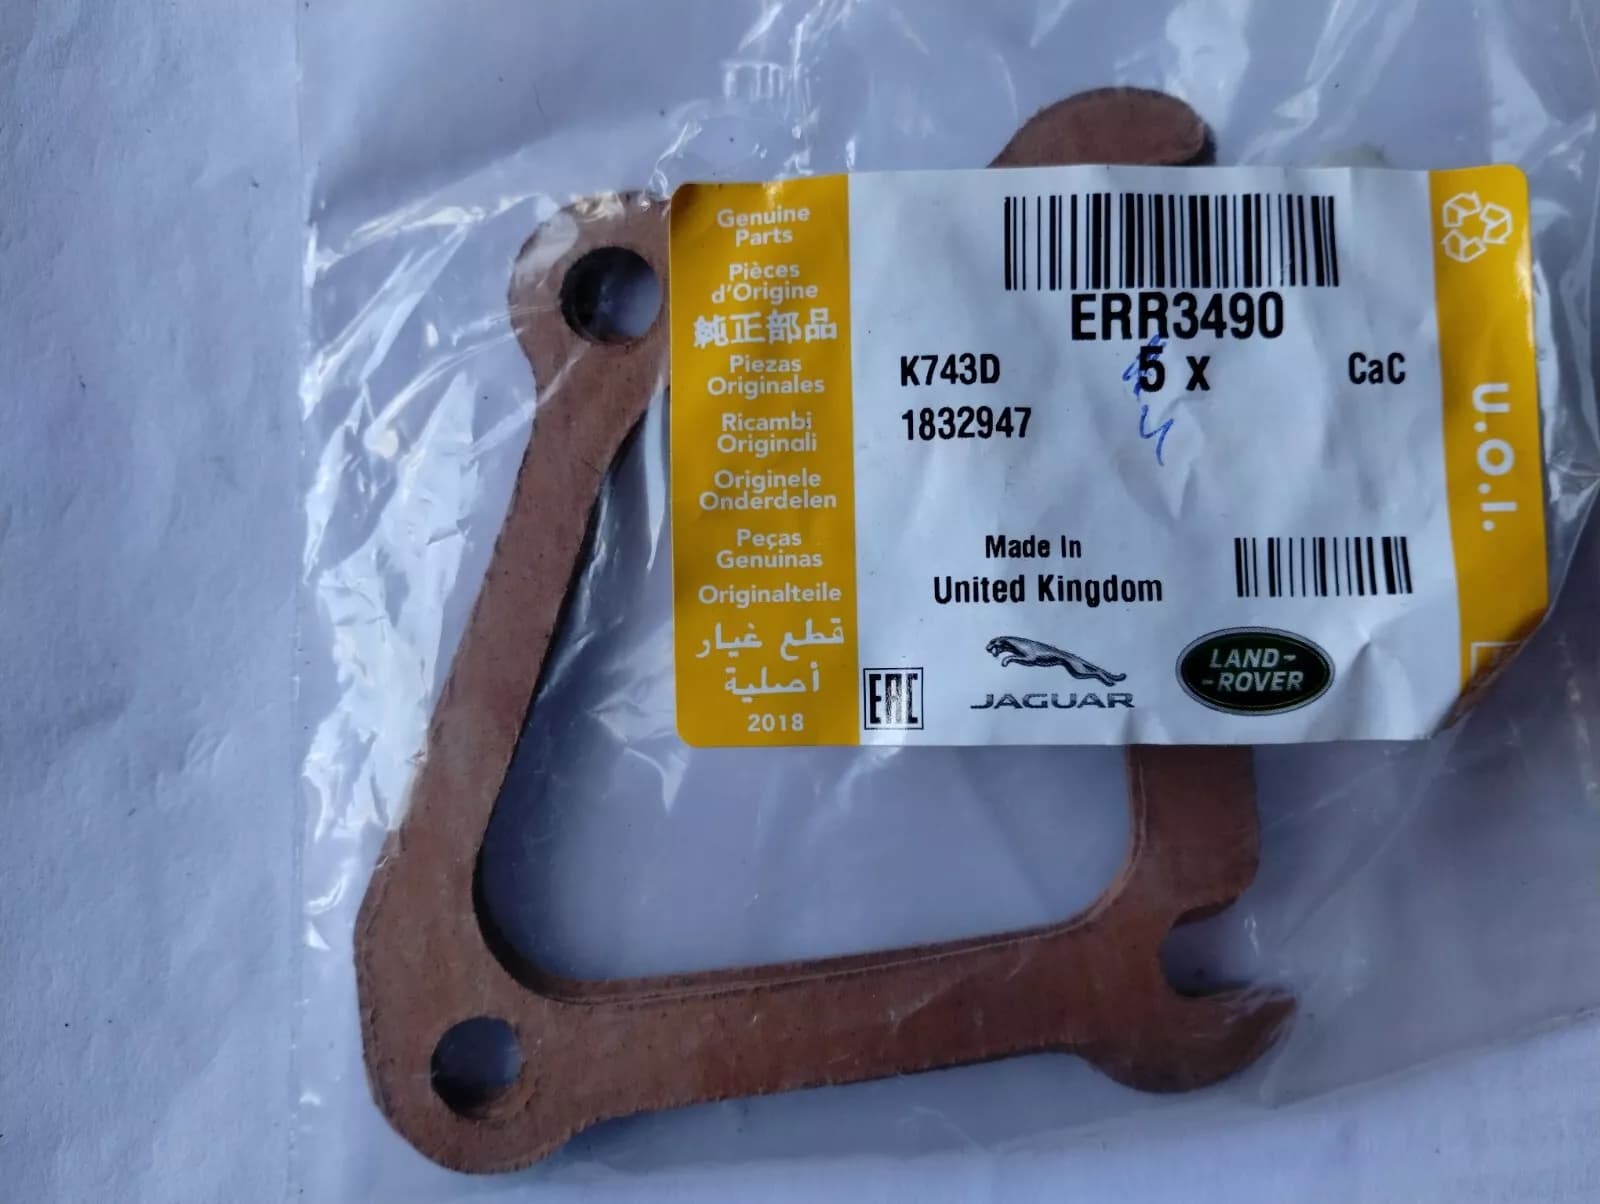 Genuine
Parts
Pièces
d'Origine
純正部品
Piezas
Originales
Ricambi
Originali
Originele
Onderdelen
Peças
Genuinas
Originalteile
قطع غيار
أصلية
2018
ERR3490
K743D 5 x CaC
1832947
4
Made In
United Kingdom
EAC
JAGUAR
LAND-
-ROVER
U.O.I.